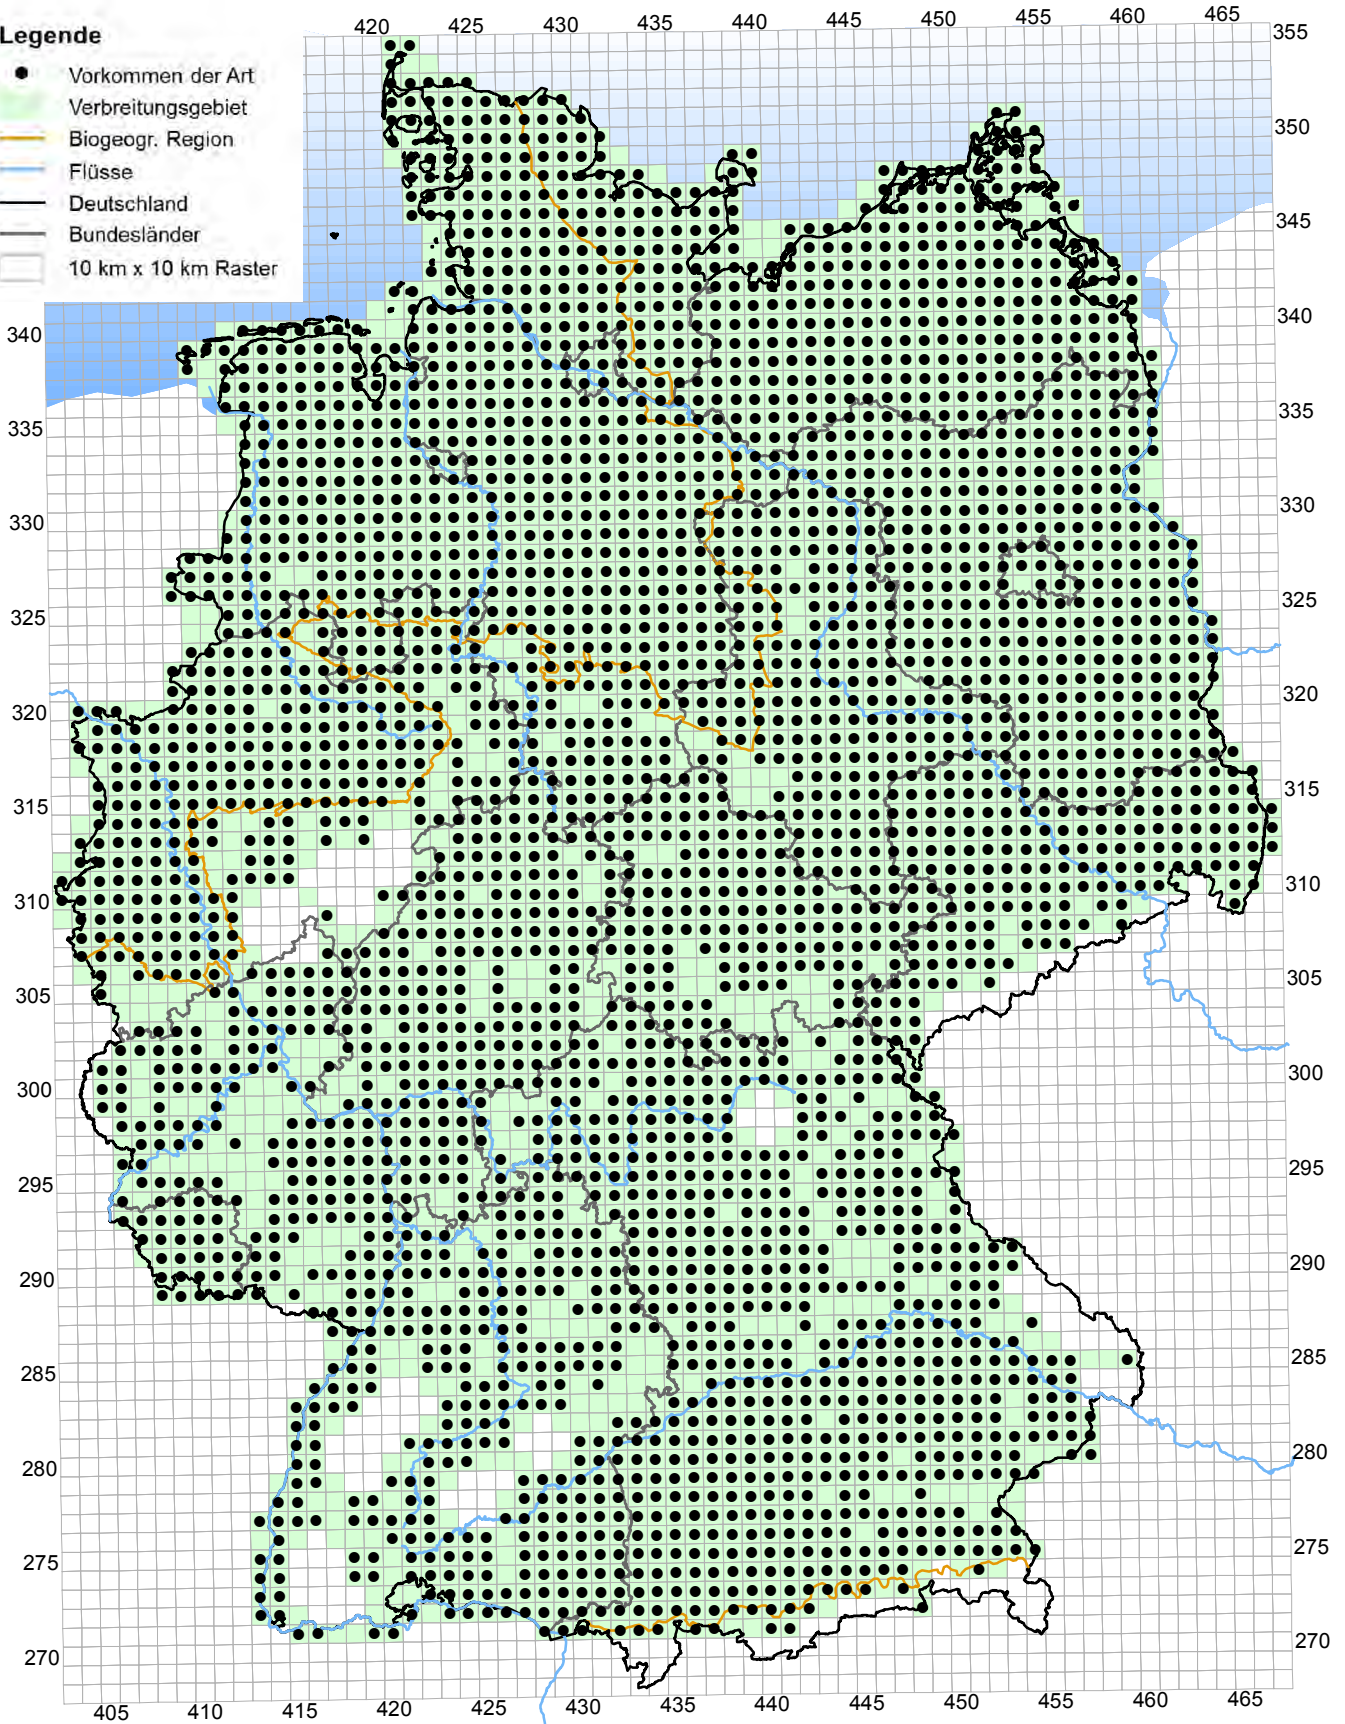 Legende
Vorkommen der Art
Verbreitungsgebiet
Biogeogr. Region
Flüsse
Deutschland
Bundesländer
10 km x 10 km Raster
420 425 430 435 440 445 450 455 460 465
355
350
345
340 340
335 335
330 330
325 325
320 320
315 315
310 310
305 305
300 300
295 295
290 290
285 285
280 280
275 275
270 270
405 410 415 420 425 430 435 440 445 450 455 460 465